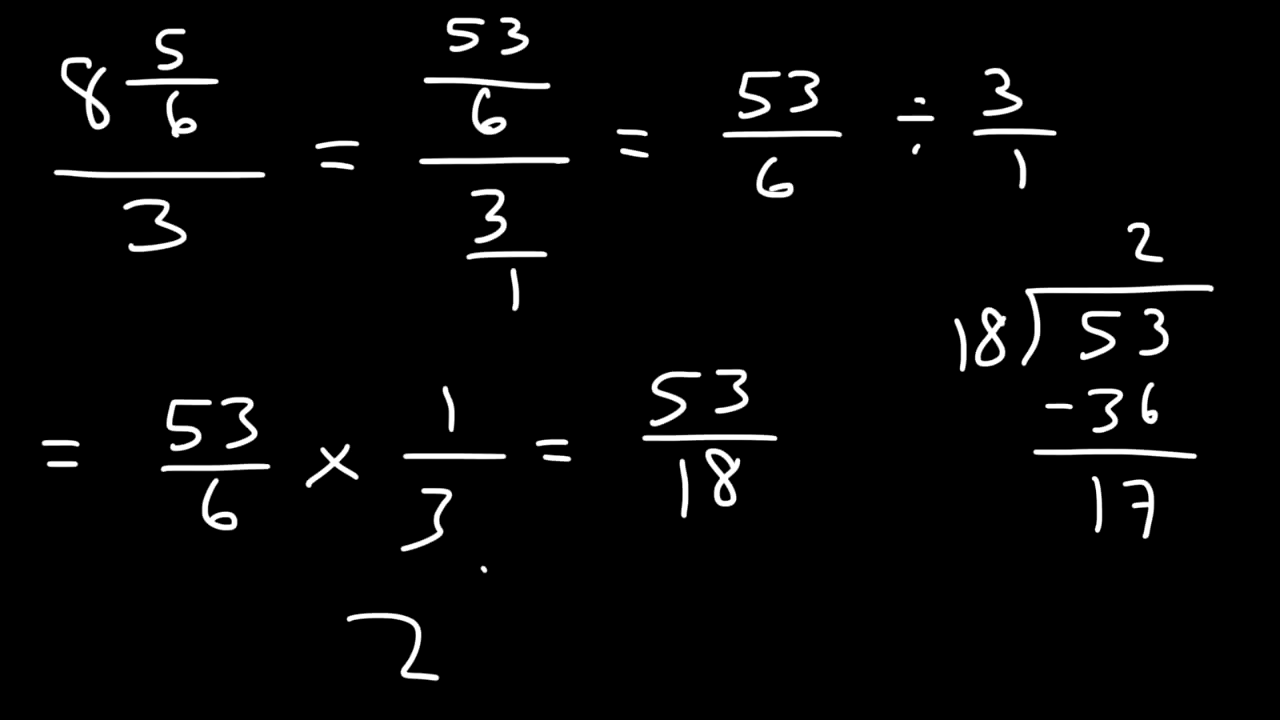 8 5/6 / 3 = 53/6 / 3/1 = 53/6 ÷ 3/1
= 53/6 × 1/3 = 53/18
2
18)53
-36
17
2